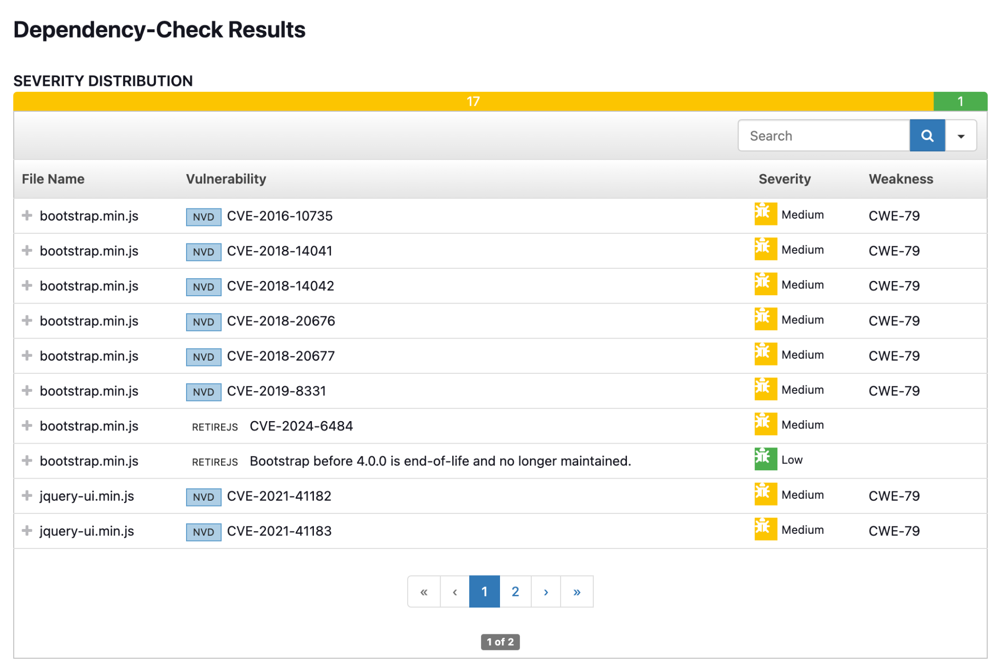 Dependency-Check Results
SEVERITY DISTRIBUTION
17 1
Search
File Name Vulnerability Severity Weakness
bootstrap.min.js NVD CVE-2016-10735 Medium CWE-79
bootstrap.min.js NVD CVE-2018-14041 Medium CWE-79
bootstrap.min.js NVD CVE-2018-14042 Medium CWE-79
bootstrap.min.js NVD CVE-2018-20676 Medium CWE-79
bootstrap.min.js NVD CVE-2018-20677 Medium CWE-79
bootstrap.min.js NVD CVE-2019-8331 Medium CWE-79
bootstrap.min.js RETIREJS CVE-2024-6484 Medium
bootstrap.min.js RETIREJS Bootstrap before 4.0.0 is end-of-life and no longer maintained. Low
jquery-ui.min.js NVD CVE-2021-41182 Medium CWE-79
jquery-ui.min.js NVD CVE-2021-41183 Medium CWE-79
« ‹ 1 2 › »
1 of 2